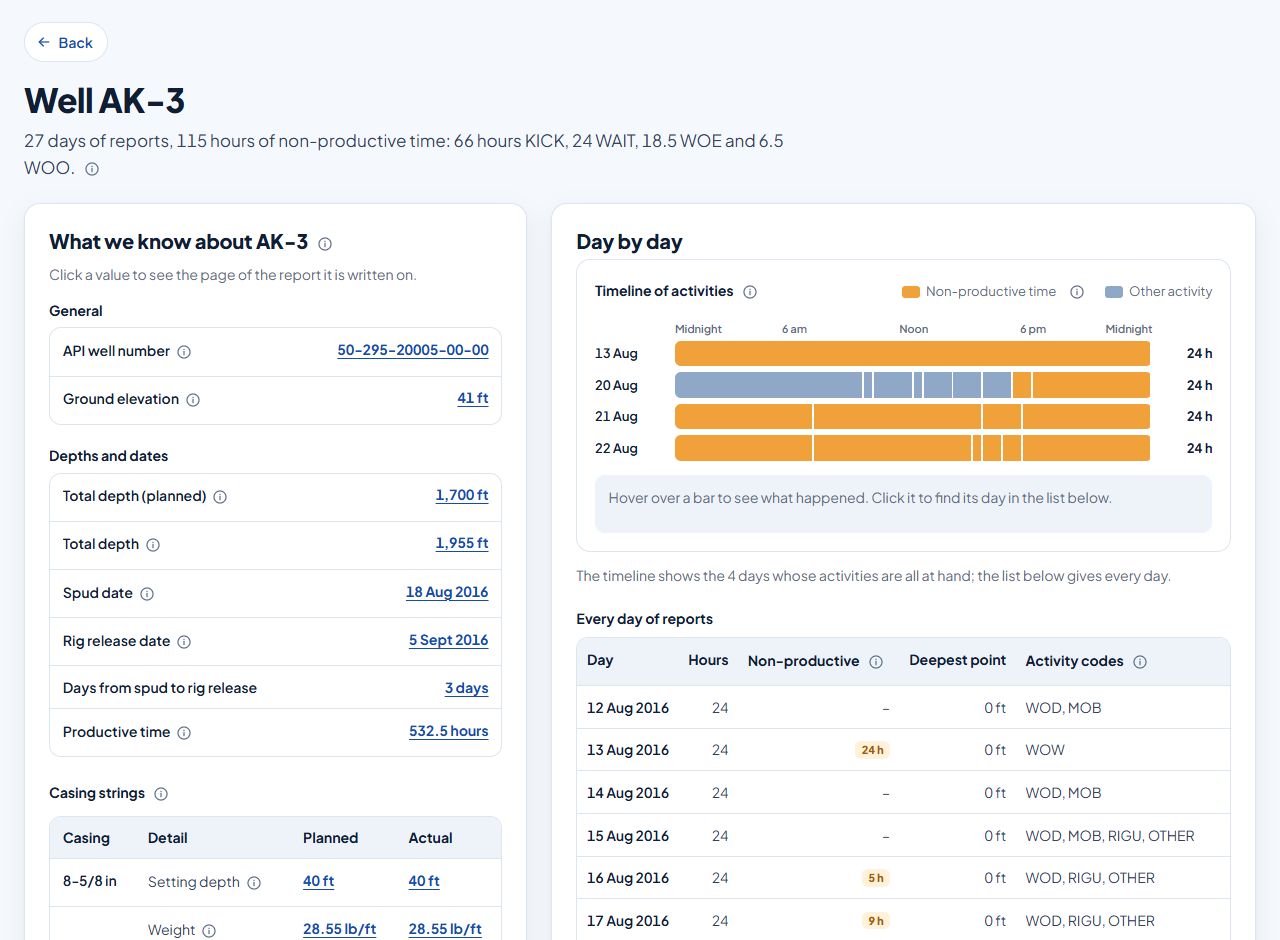 Back
Well AK-3
27 days of reports, 115 hours of non-productive time: 66 hours KICK, 24 WAIT, 18.5 WOE and 6.5
WOO.
What we know about AK-3
Click a value to see the page of the report it is written on.
General
API well number 50-295-20005-00-00
Ground elevation 41 ft
Depths and dates
Total depth (planned) 1,700 ft
Total depth 1,955 ft
Spud date 18 Aug 2016
Rig release date 5 Sept 2016
Days from spud to rig release 3 days
Productive time 532.5 hours
Casing strings
Casing Detail Planned Actual
8-5/8 in Setting depth 40 ft 40 ft
Weight 28.55 lb/ft 28.55 lb/ft
Day by day
Timeline of activities Non-productive time Other activity
Midnight 6 am Noon 6 pm Midnight
13 Aug 24 h
20 Aug 24 h
21 Aug 24 h
22 Aug 24 h
Hover over a bar to see what happened. Click it to find its day in the list below.
The timeline shows the 4 days whose activities are all at hand; the list below gives every day.
Every day of reports
Day Hours Non-productive Deepest point Activity codes
12 Aug 2016 24 – 0 ft WOD, MOB
13 Aug 2016 24 24 h 0 ft WOW
14 Aug 2016 24 – 0 ft WOD, MOB
15 Aug 2016 24 – 0 ft WOD, MOB, RIGU, OTHER
16 Aug 2016 24 5 h 0 ft WOD, RIGU, OTHER
17 Aug 2016 24 9 h 0 ft WOD, RIGU, OTHER